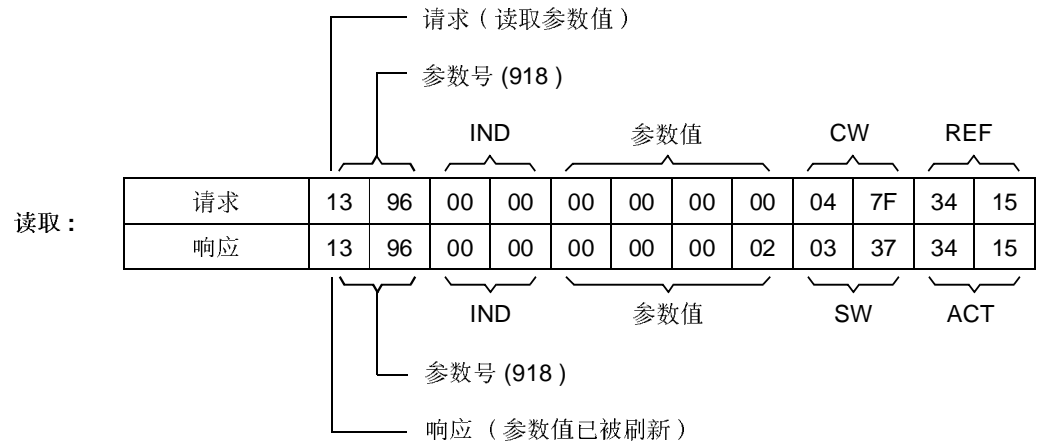 请求（读取参数值）
参数号 (918 )
IND 参数值 CW REF
读取：
请求 13 96 00 00 00 00 00 00 04 7F 34 15
响应 13 96 00 00 00 00 00 02 03 37 34 15
IND 参数值 SW ACT
参数号 (918 )
响应 （参数值已被刷新）